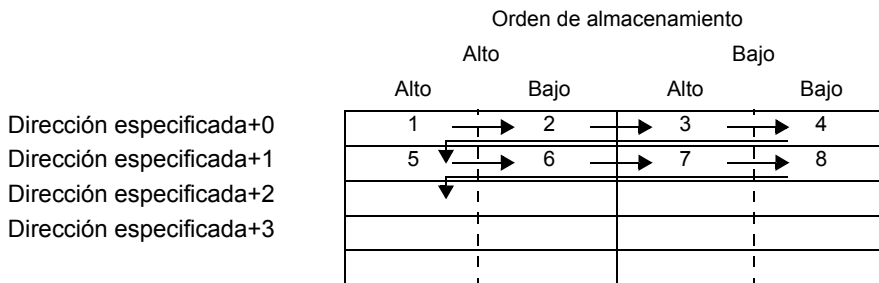 Orden de almacenamiento
Alto Bajo
Alto Bajo Alto Bajo
Dirección especificada+0 1 2 3 4
Dirección especificada+1 5 6 7 8
Dirección especificada+2
Dirección especificada+3